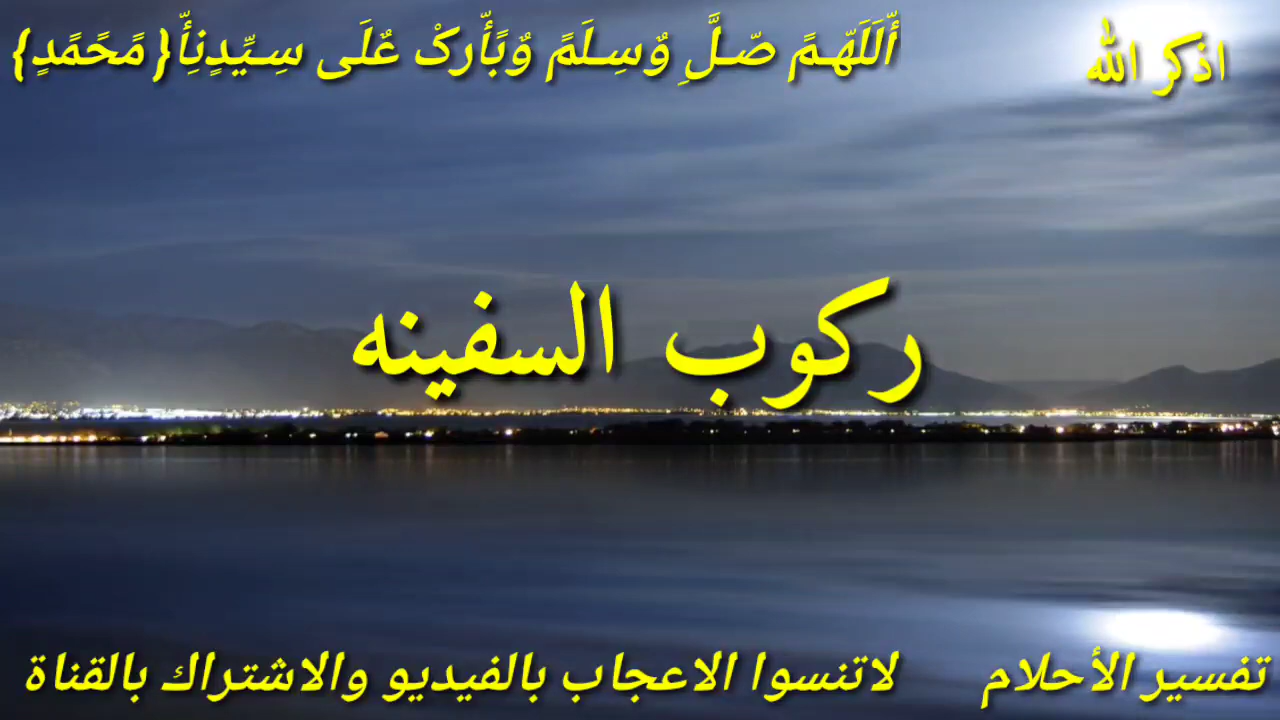 اذكر الله
أّلَلَهّمً صّلَّ ِوٌسِلَمً وٌبًأّركْ عٌلَى سِيِّدٍنِأّ{مًحًمًدٍ}
ركوب السفينه
تفسير الأحلام
لاتنسوا الاعجاب بالفيديو والاشتراك بالقناة